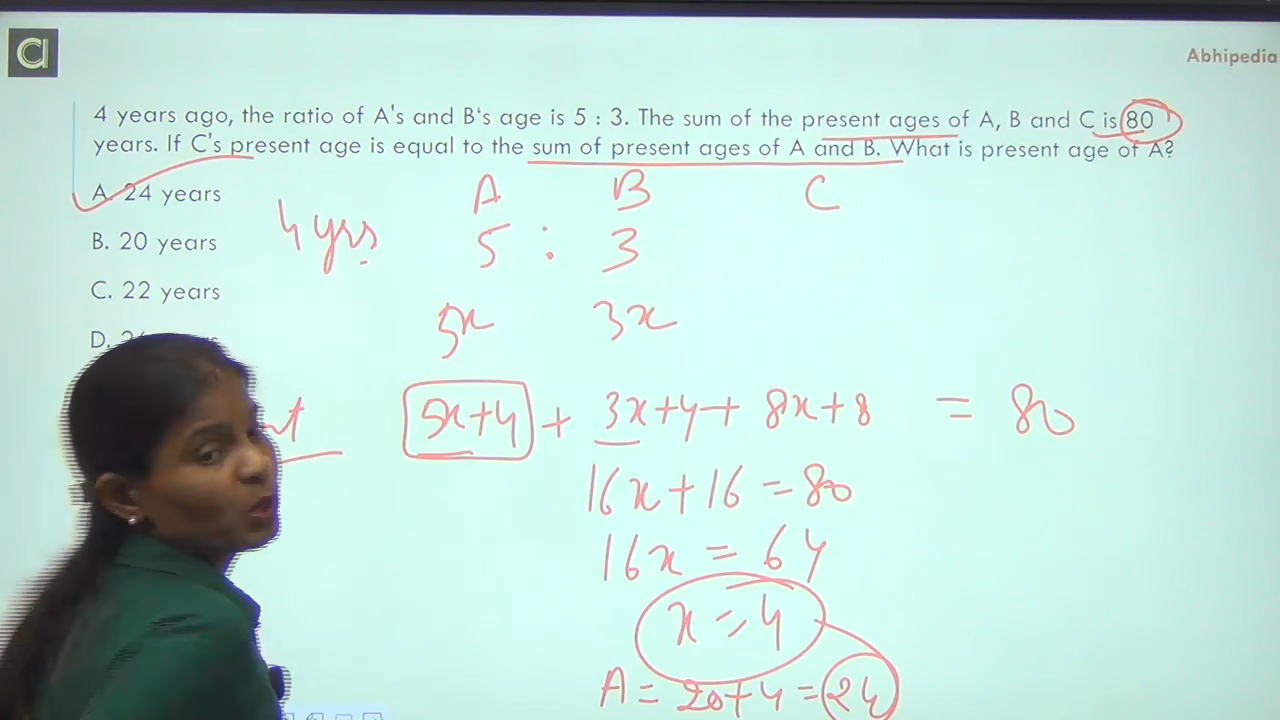 Abhipedia
4 years ago, the ratio of A's and B's age is 5 : 3. The sum of the present ages of A, B and C is 80
years. If C's present age is equal to the sum of present ages of A and B. What is present age of A?
A. 24 years
B. 20 years
C. 22 years
D.
A B C
4 yrs 5 : 3
5x 3x
5x+4 + 3x+4+ 8x+8 = 80
16x+16 = 80
16x = 64
x = 4
A = 20+4 = 24